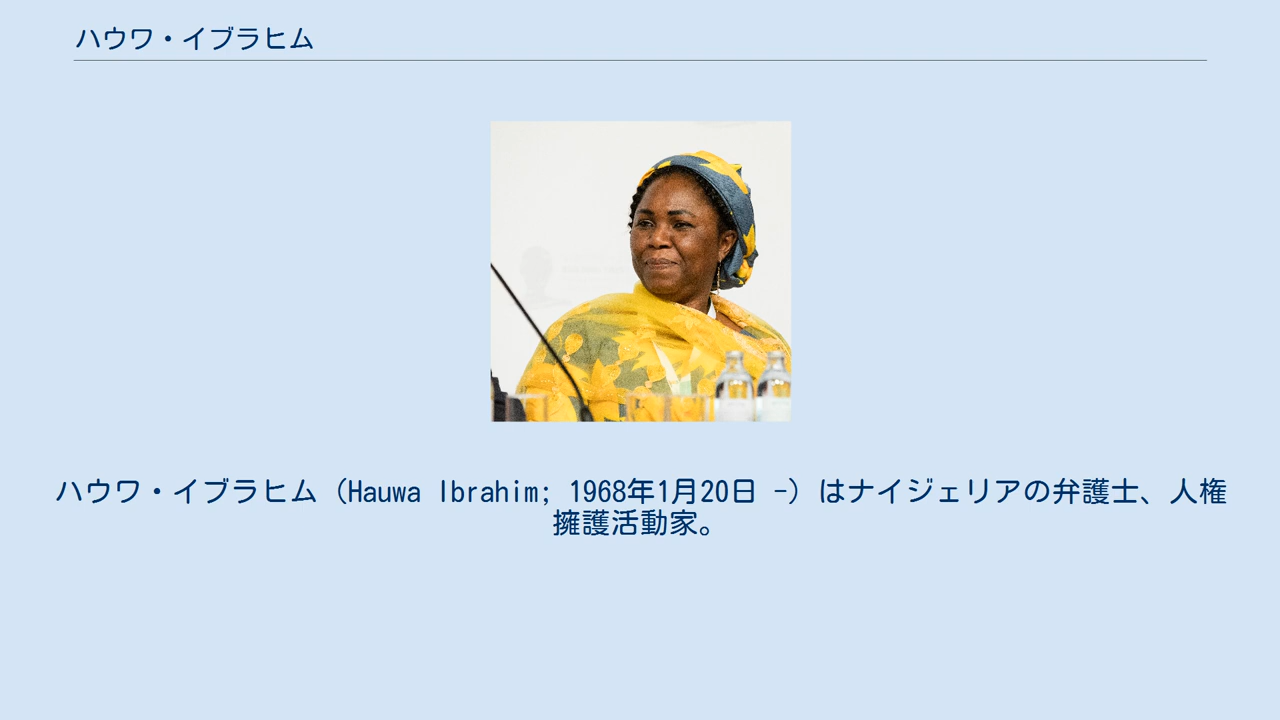 ハウワ・イブラヒム
ハウワ・イブラヒム（Hauwa Ibrahim; 1968年1月20日 -）はナイジェリアの弁護士、人権
擁護活動家。